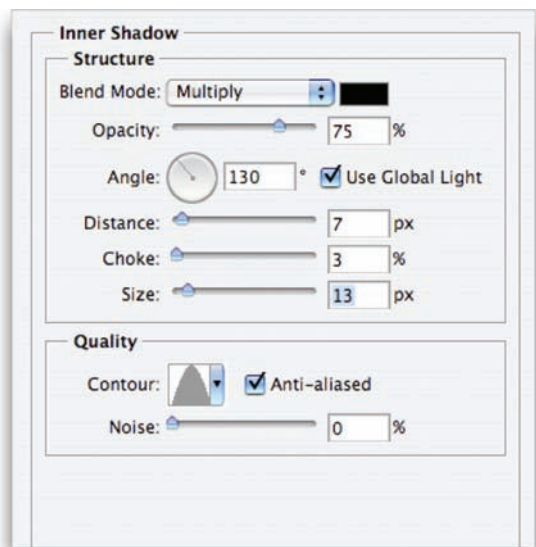 Inner Shadow
Structure
Blend Mode: Multiply
Opacity: 75 %
Angle: 130 ° Use Global Light
Distance: 7 px
Choke: 3 %
Size: 13 px
Quality
Contour: Anti-aliased
Noise: 0 %